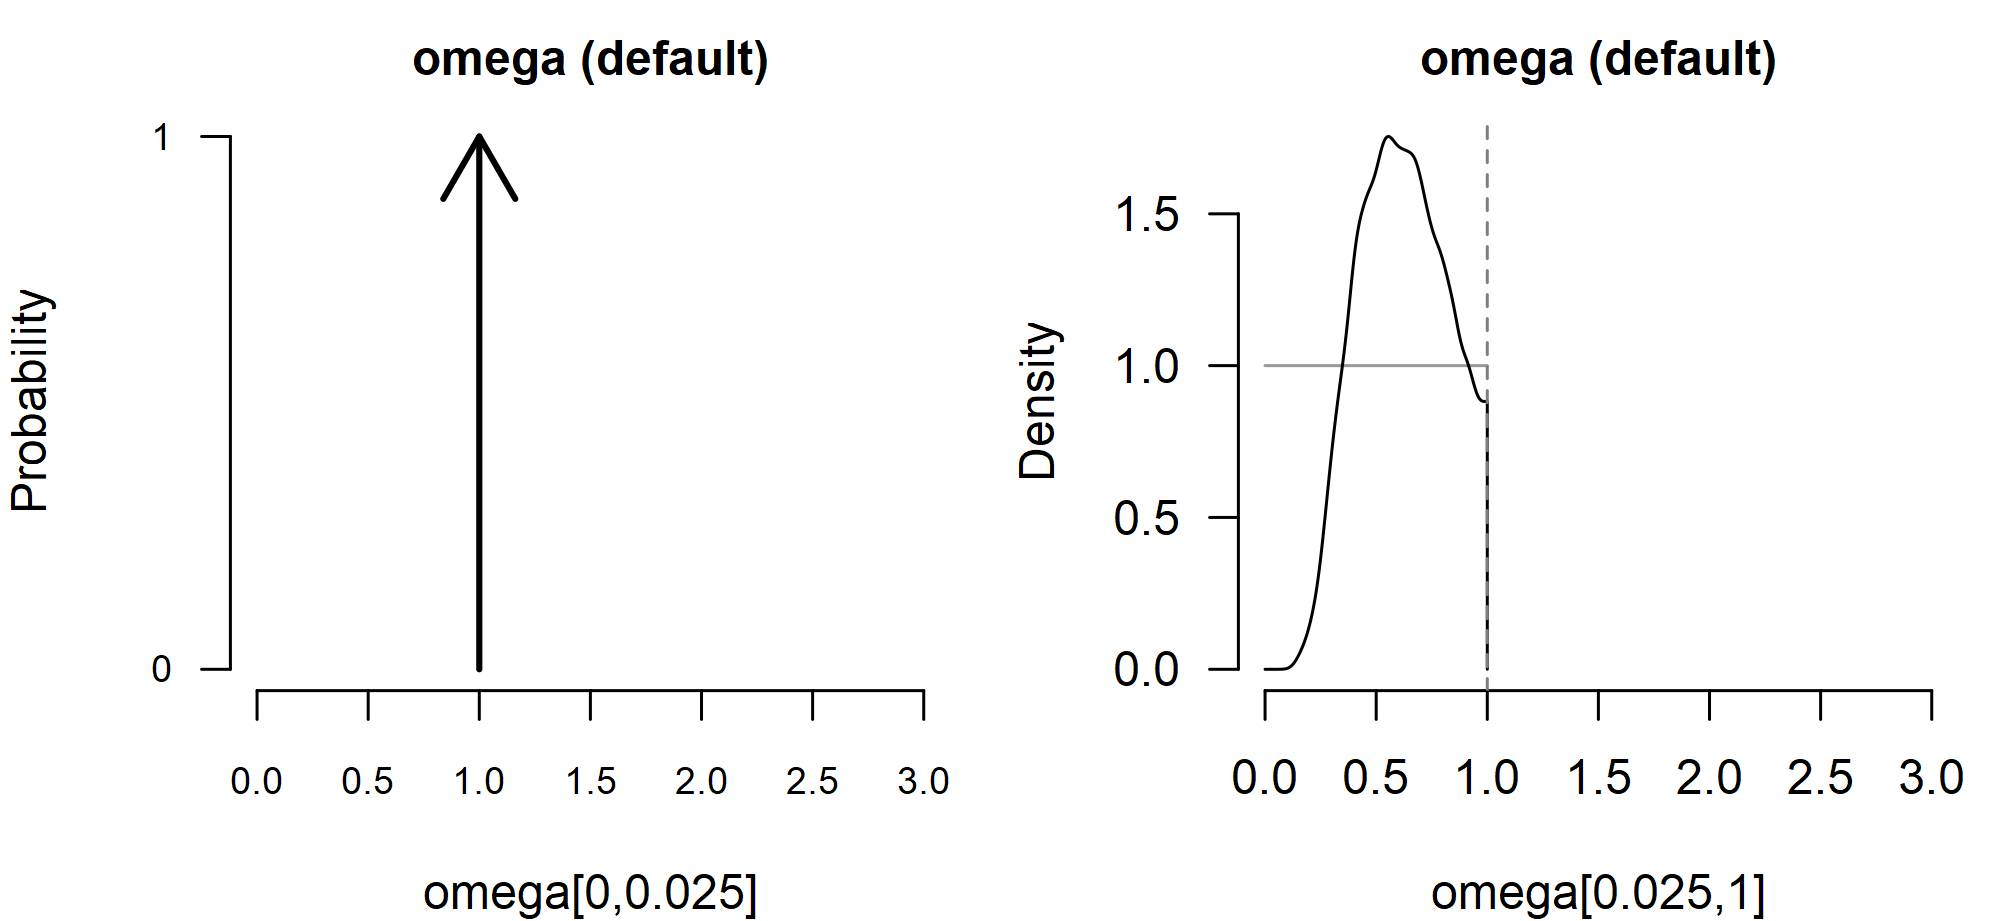 omega (default)
Probability
1
0
0.0 0.5 1.0 1.5 2.0 2.5 3.0
omega[0,0.025]
omega (default)
Density
1.5
1.0
0.5
0.0
0.0 0.5 1.0 1.5 2.0 2.5 3.0
omega[0.025,1]